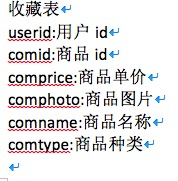 收藏表
userid:用户 id
comid:商品 id
comprice:商品单价
comphoto:商品图片
comname:商品名称
comtype:商品种类